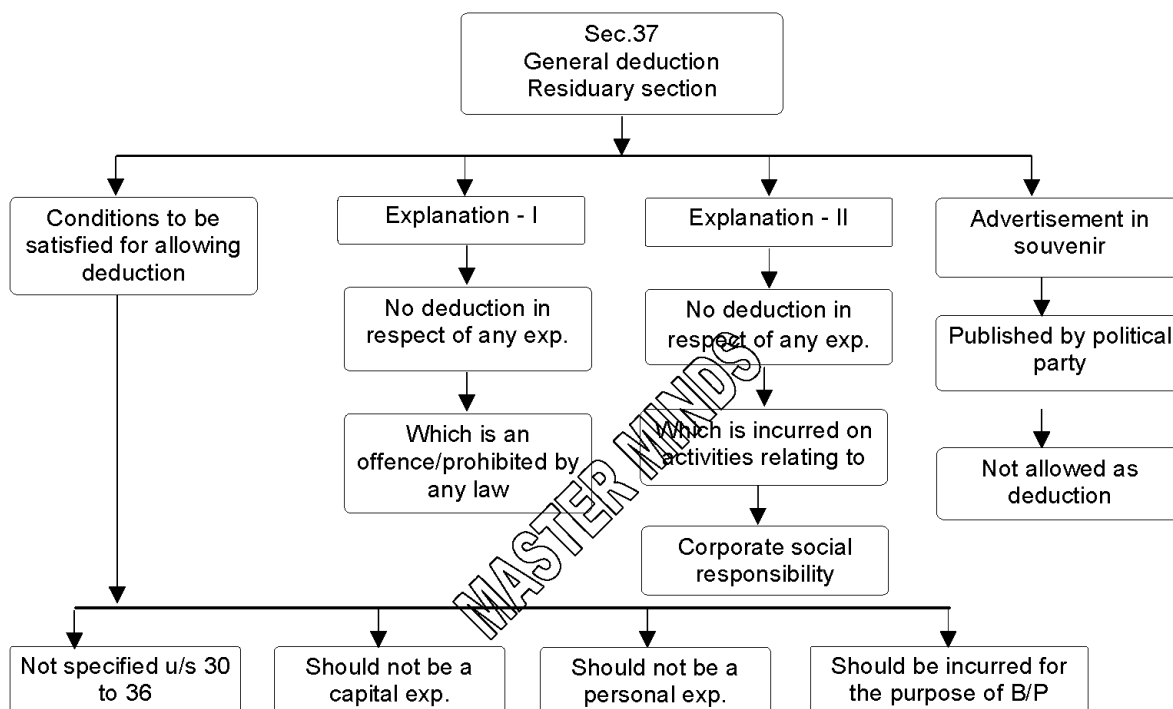 Sec.37
General deduction
Residuary section
Conditions to be
satisfied for allowing
deduction
Explanation - I
Explanation - II
Advertisement in
souvenir
No deduction in
respect of any exp.
No deduction in
respect of any exp.
Published by political
party
Which is an
offence/prohibited by
any law
Which is incurred on
activities relating to
Not allowed as
deduction
Corporate social
responsibility
MASTER MINDS
Not specified u/s 30
to 36
Should not be a
capital exp.
Should not be a
personal exp.
Should be incurred for
the purpose of B/P